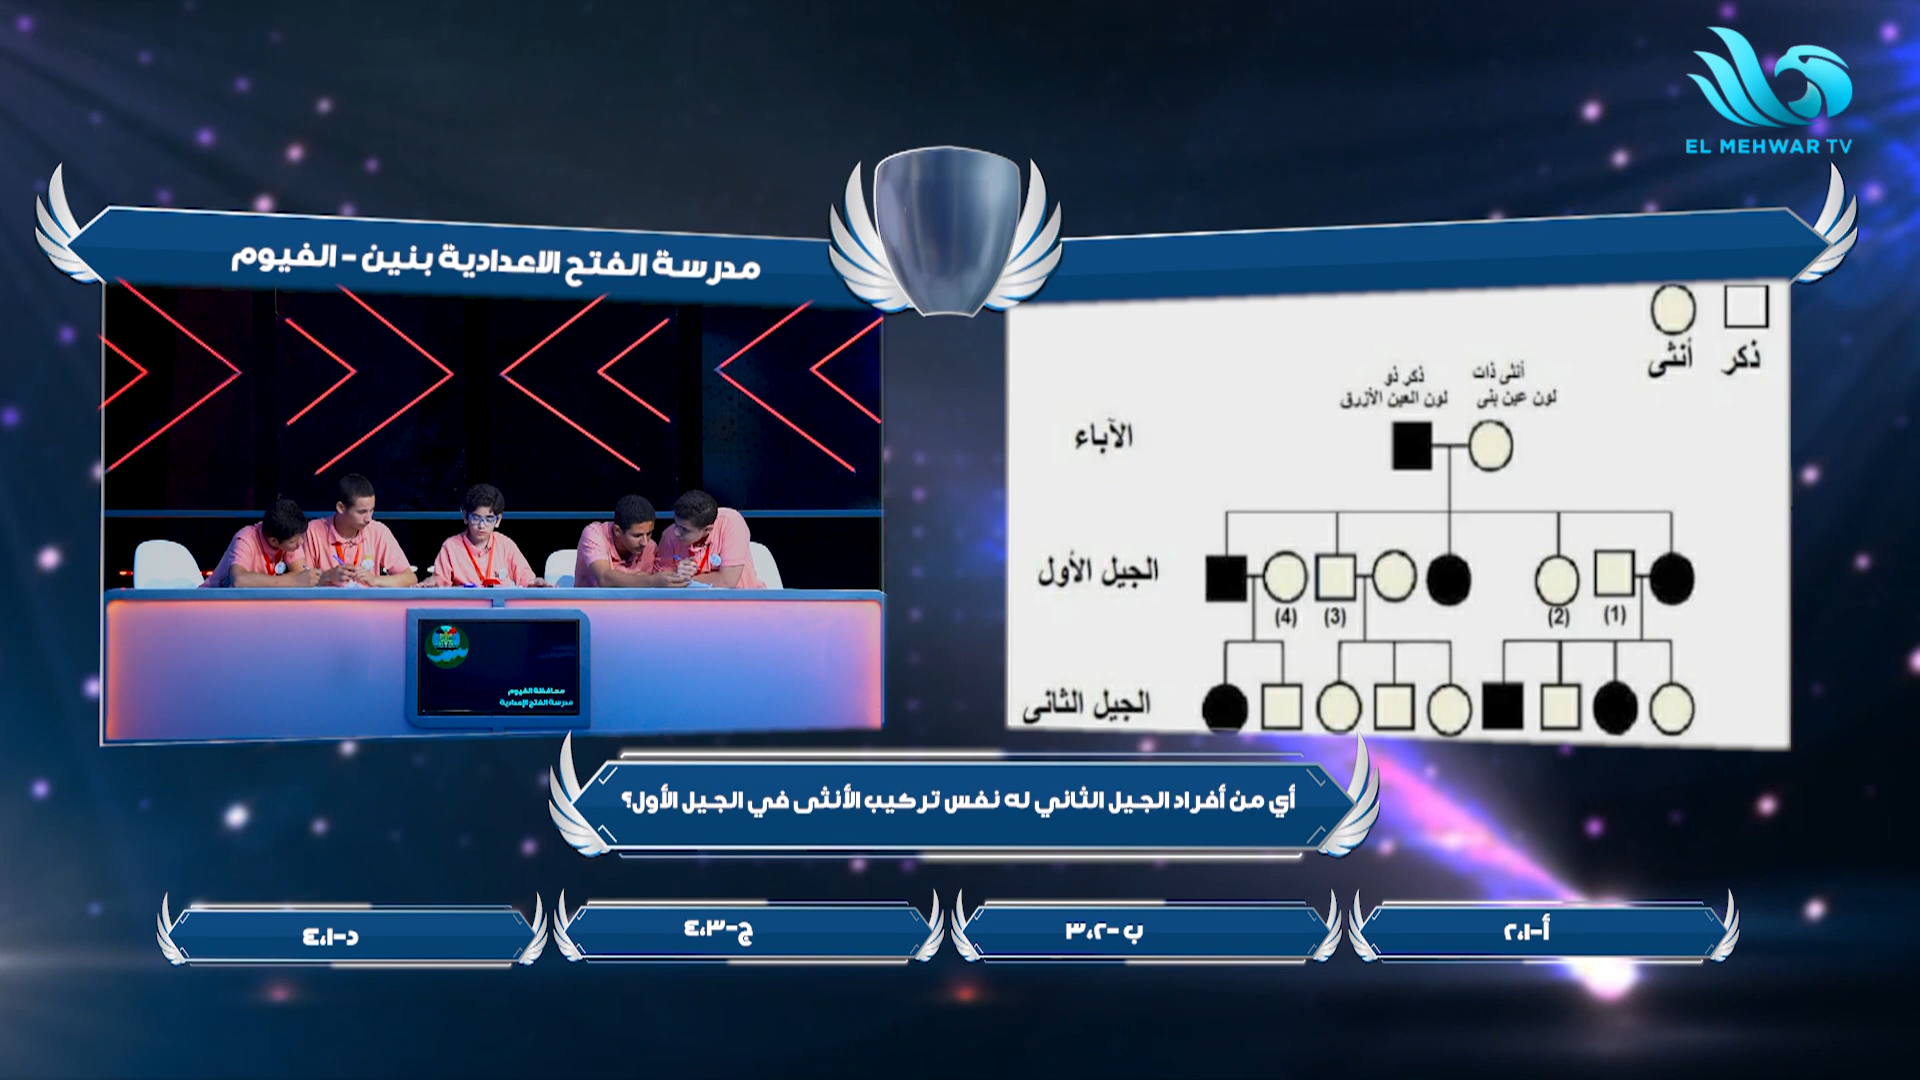 EL MEHWAR TV
مدرسة الفتح الاعدادية بنين - الفيوم
ذكر
أنثى
أنثى ذات
لون عين بنى
ذكر ذو
لون العين الأزرق
الآباء
الجيل الأول
(4)
(3)
(2)
(1)
الجيل الثانى
محافظة الفيوم
مدرسة الفتح الإعدادية
أي من أفراد الجيل الثاني له نفس تركيب الأنثى في الجيل الأول؟
أ-٢،١
ب -٣،٢
ج-٤،٣
د-٤،١